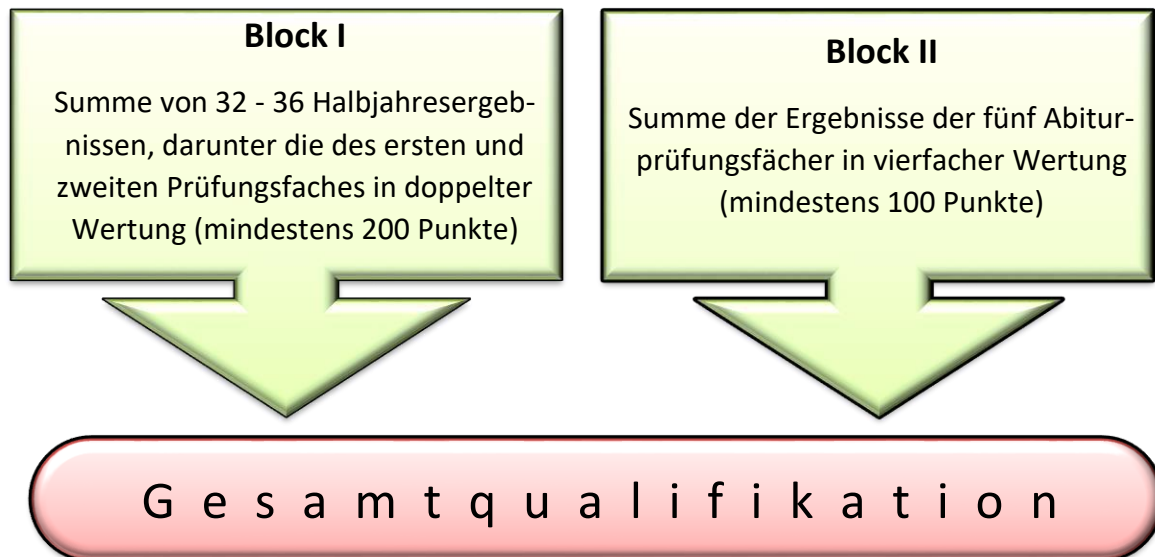 Block I
Summe von 32 - 36 Halbjahresergeb-
nissen, darunter die des ersten und
zweiten Prüfungsfaches in doppelter
Wertung (mindestens 200 Punkte)
Block II
Summe der Ergebnisse der fünf Abitur-
prüfungsfächer in vierfacher Wertung
(mindestens 100 Punkte)
Gesamtqualifikation